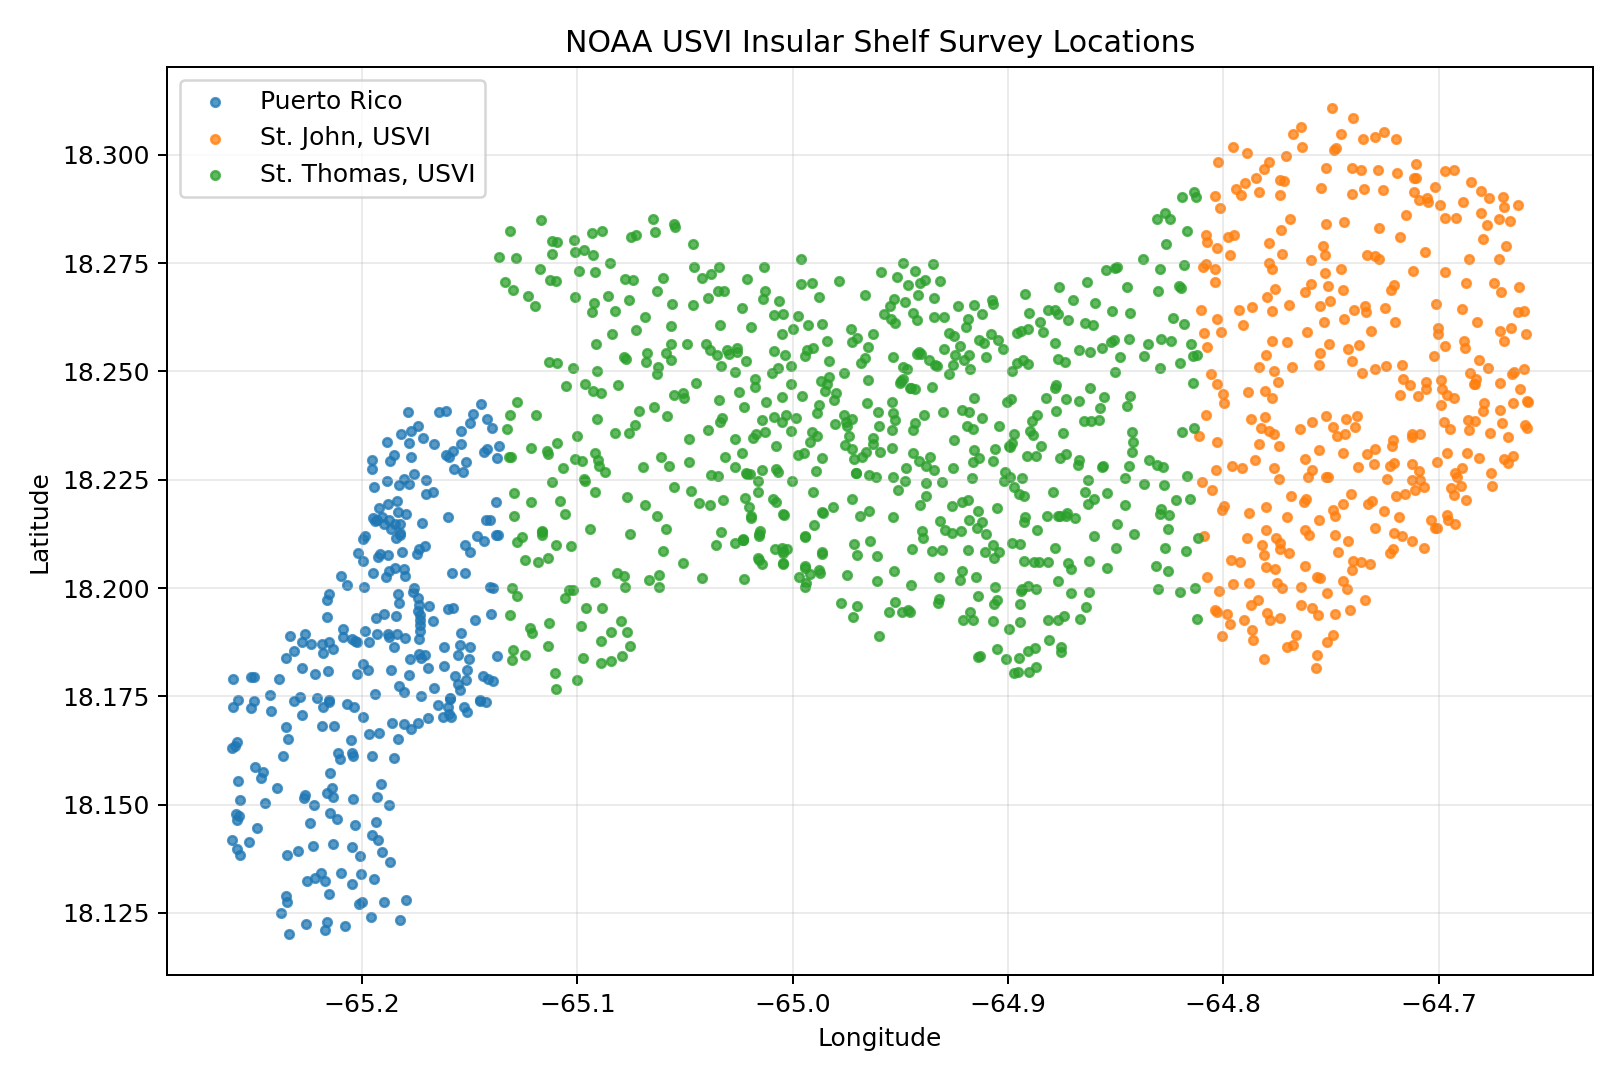 NOAA USVI Insular Shelf Survey Locations
Puerto Rico
St. John, USVI
St. Thomas, USVI
18.300
18.275
18.250
18.225
18.200
18.175
18.150
18.125
Latitude
−65.2 −65.1 −65.0 −64.9 −64.8 −64.7
Longitude